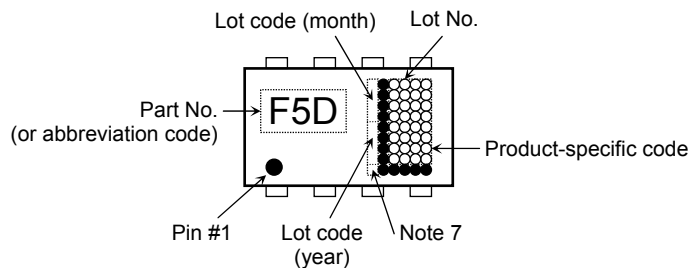 Lot code (month)
Lot No.
Part No.
(or abbreviation code)
F5D
Product-specific code
Pin #1
Lot code
(year)
Note 7